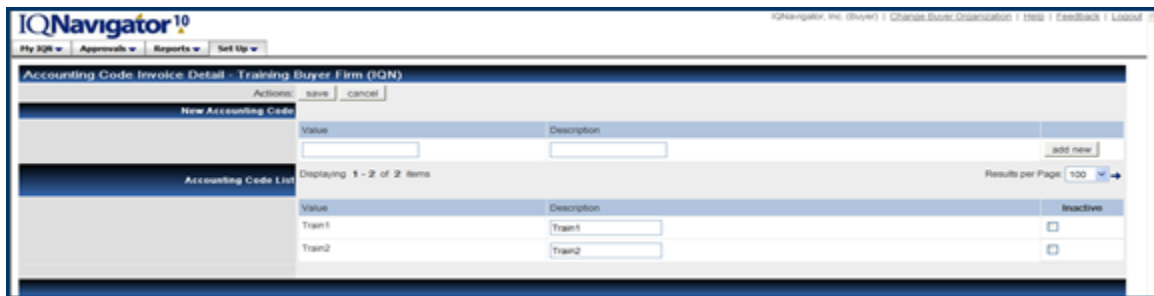 IQNavigator, Inc. (Buyer) | Change Buyer Organization | Help | Feedback | Logout
IQNavigator 10
My IQN Approvals Reports Set Up
Accounting Code Invoice Detail - Training Buyer Firm (IQN)
Actions: save cancel
New Accounting Code
Value Description
add new
Accounting Code List Displaying 1 - 2 of 2 items Results per Page: 100
Value Description Inactive
Train1 Train1
Train2 Train2